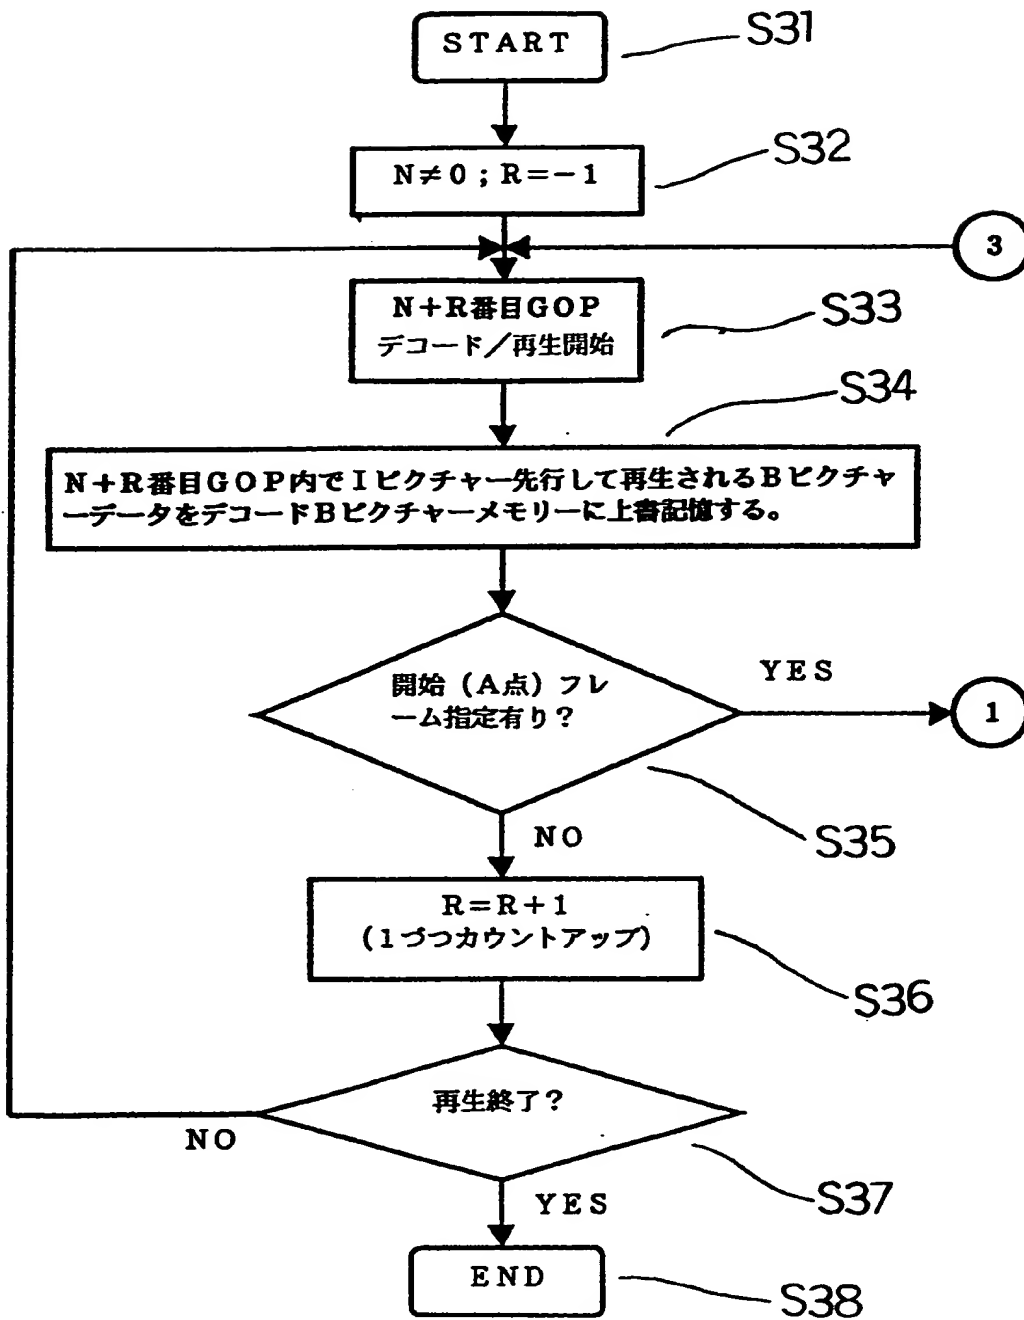 START
S31
N≠0；R＝−1
S32
3
N＋R番目GOP
デコード／再生開始
S33
S34
N＋R番目GOP内でIピクチャー先行して再生されるBピクチャ
ーデータをデコードBピクチャーメモリーに上書記憶する。
開始（A点）フレ
ーム指定有り？
YES
1
S35
NO
R＝R＋1
（1づつカウントアップ）
S36
再生終了？
NO
S37
YES
END
S38